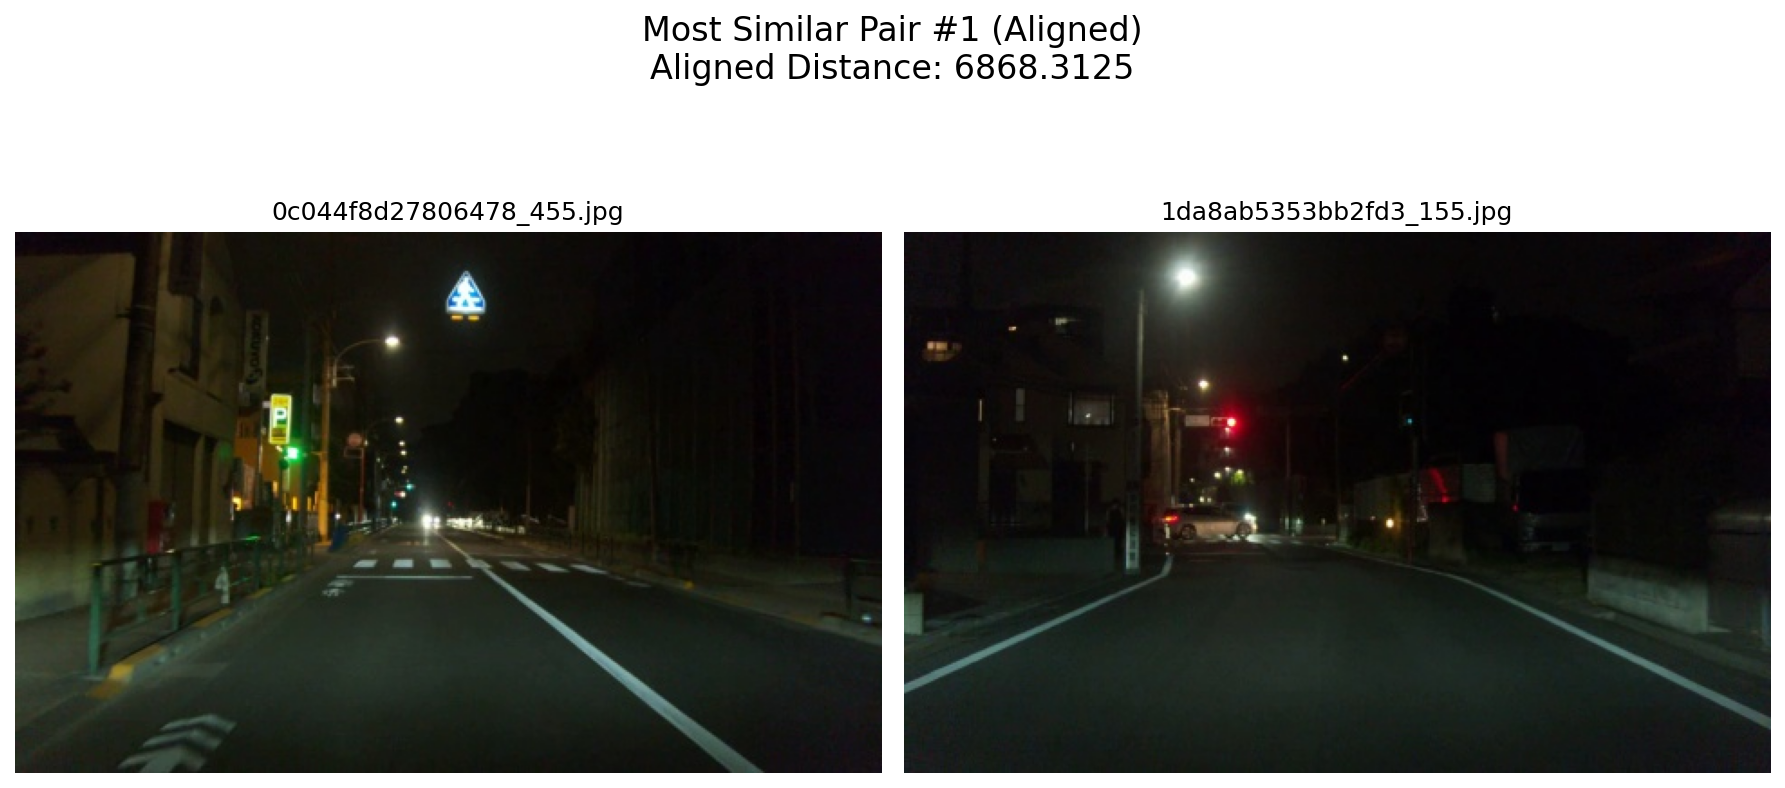 Most Similar Pair #1 (Aligned)
Aligned Distance: 6868.3125
0c044f8d27806478_455.jpg
1da8ab5353bb2fd3_155.jpg
P